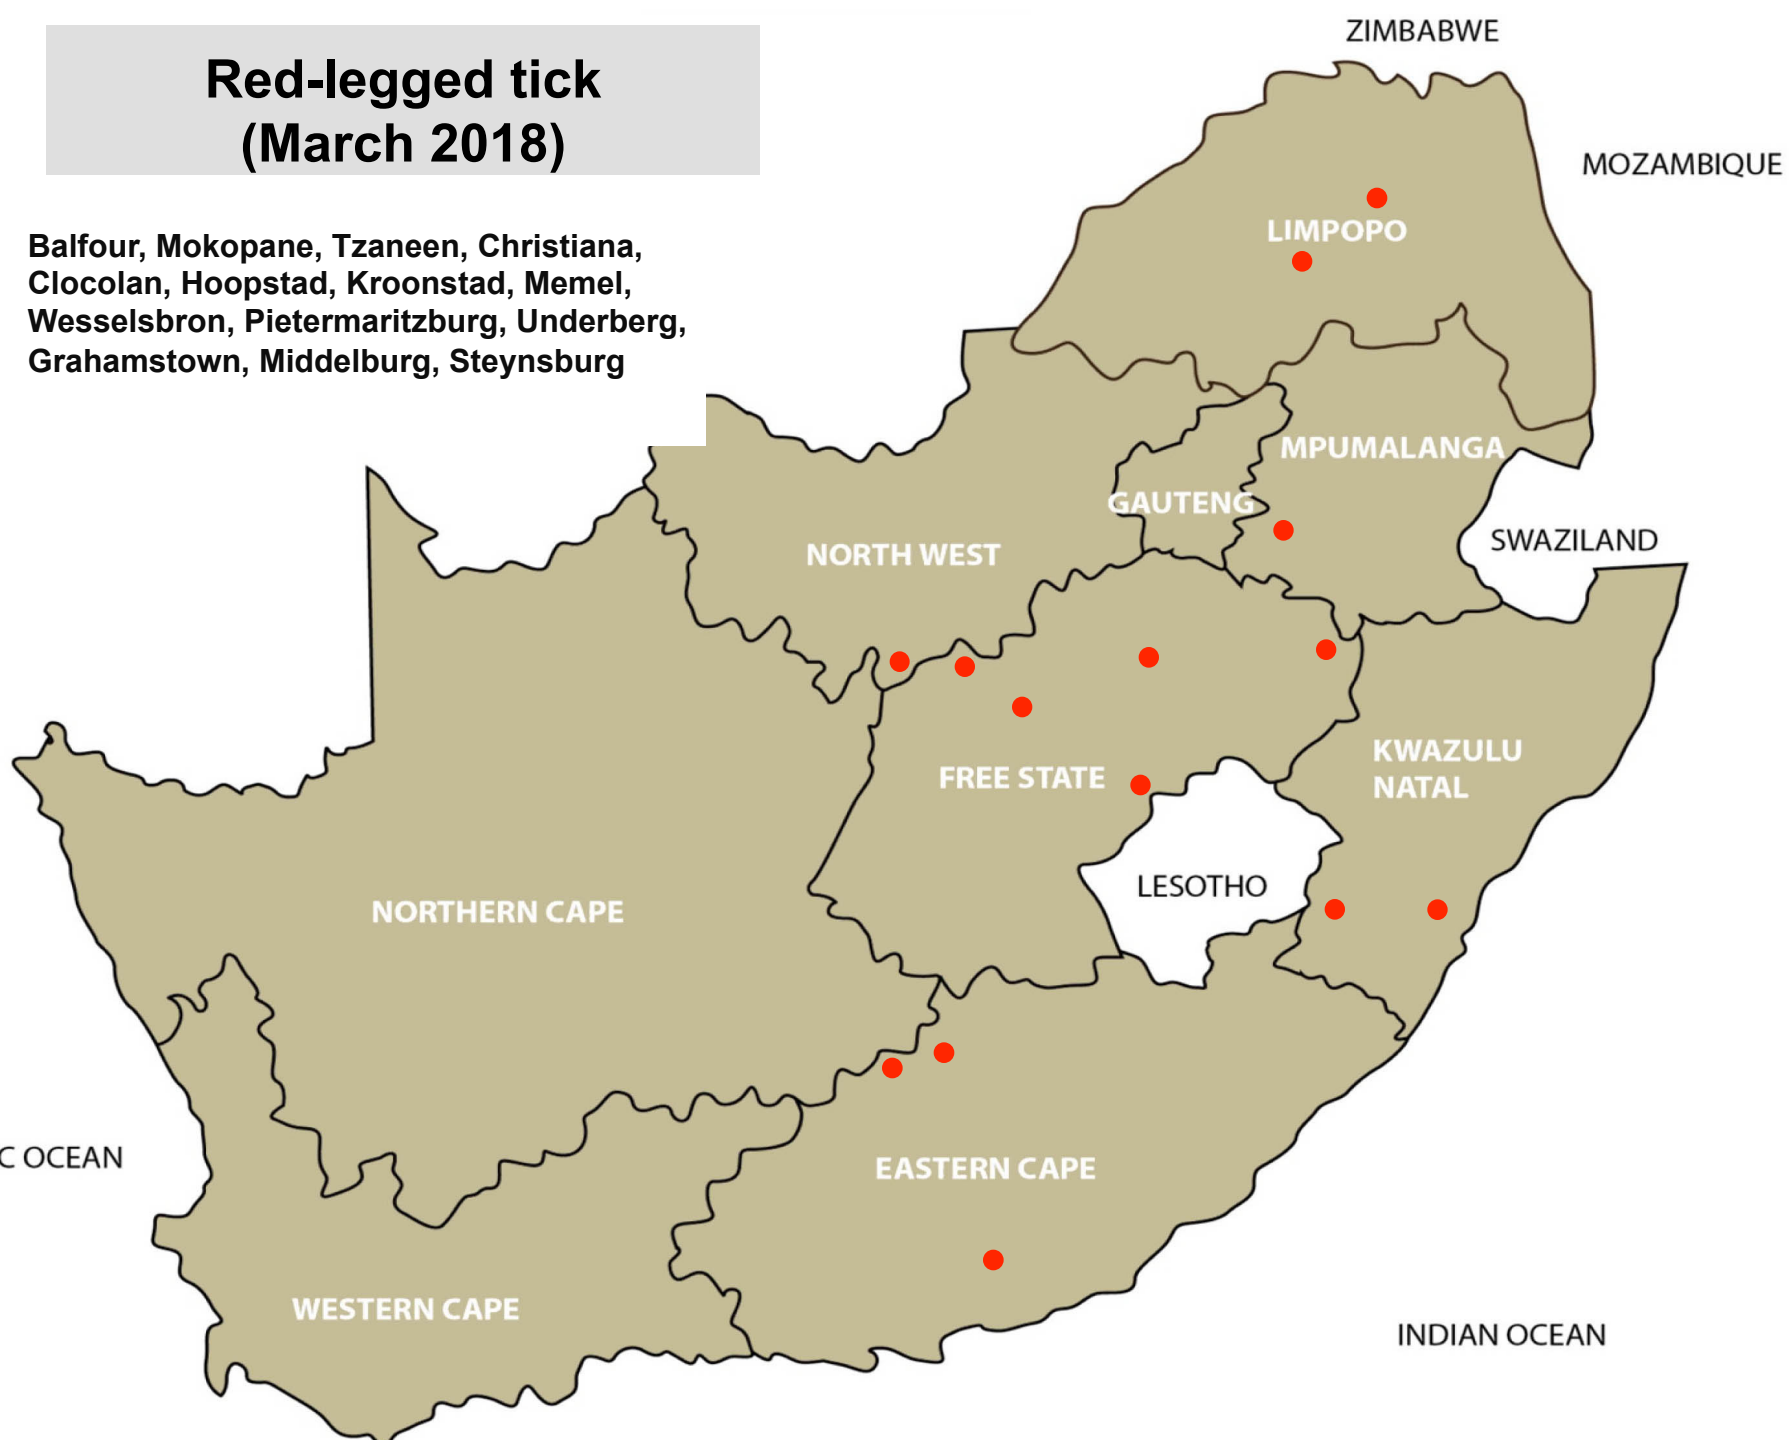 Red-legged tick
(March 2018)
Balfour, Mokopane, Tzaneen, Christiana,
Clocolan, Hoopstad, Kroonstad, Memel,
Wesselsbron, Pietermaritzburg, Underberg,
Grahamstown, Middelburg, Steynsburg
ZIMBABWE
MOZAMBIQUE
LIMPOPO
MPUMALANGA
GAUTENG
SWAZILAND
NORTH WEST
KWAZULU
NATAL
FREE STATE
LESOTHO
NORTHERN CAPE
C OCEAN
EASTERN CAPE
WESTERN CAPE
INDIAN OCEAN